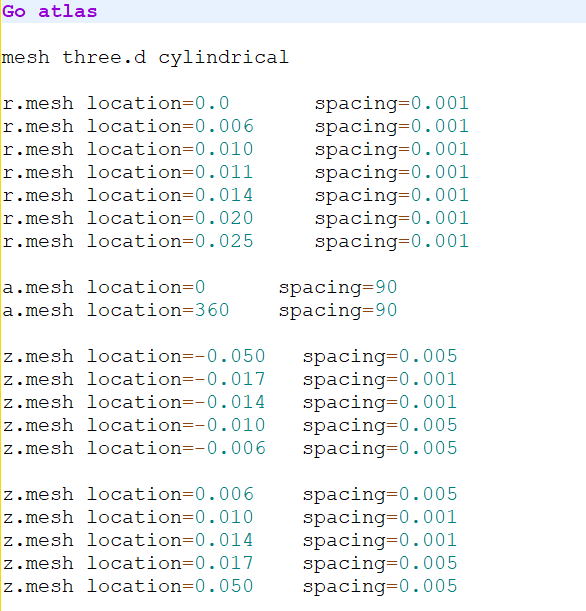 Go atlas
mesh three.d cylindrical
r.mesh location=0.0 spacing=0.001
r.mesh location=0.006 spacing=0.001
r.mesh location=0.010 spacing=0.001
r.mesh location=0.011 spacing=0.001
r.mesh location=0.014 spacing=0.001
r.mesh location=0.020 spacing=0.001
r.mesh location=0.025 spacing=0.001
a.mesh location=0 spacing=90
a.mesh location=360 spacing=90
z.mesh location=-0.050 spacing=0.005
z.mesh location=-0.017 spacing=0.001
z.mesh location=-0.014 spacing=0.001
z.mesh location=-0.010 spacing=0.005
z.mesh location=-0.006 spacing=0.005
z.mesh location=0.006 spacing=0.005
z.mesh location=0.010 spacing=0.001
z.mesh location=0.014 spacing=0.001
z.mesh location=0.017 spacing=0.005
z.mesh location=0.050 spacing=0.005